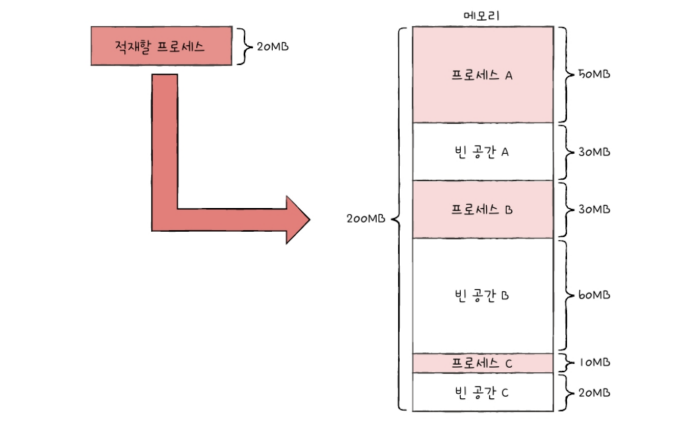 적재할 프로세스
20MB
메모리
200MB
프로세스 A
50MB
빈 공간 A
30MB
프로세스 B
30MB
빈 공간 B
60MB
프로세스 C
10MB
빈 공간 C
20MB